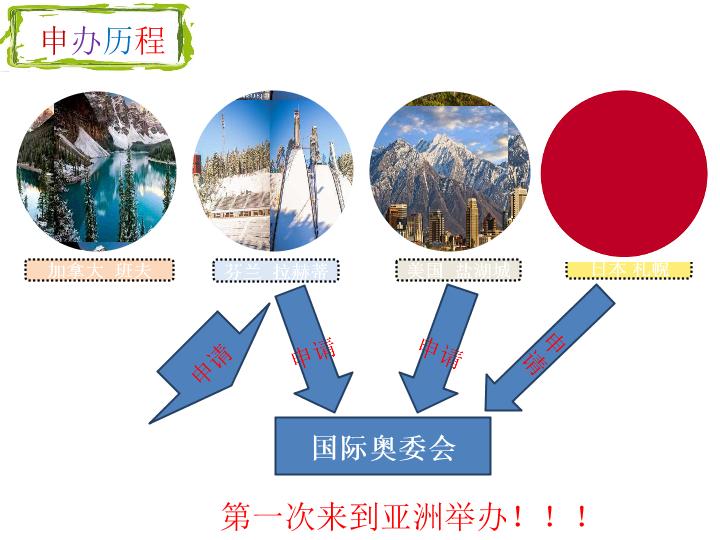 申办历程
加拿大 班夫
芬兰 拉赫蒂
美国 盐湖城
日本 札幌
申请
申请
申请
申请
国际奥委会
第一次来到亚洲举办！！！